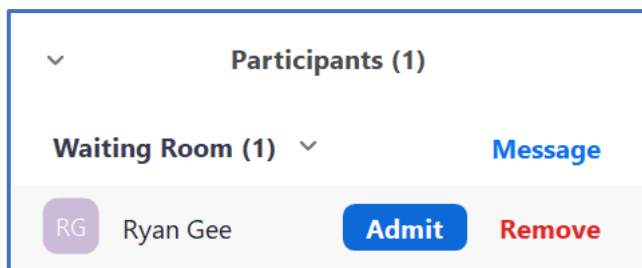 Participants (1)
Waiting Room (1) Message
RG Ryan Gee Admit Remove